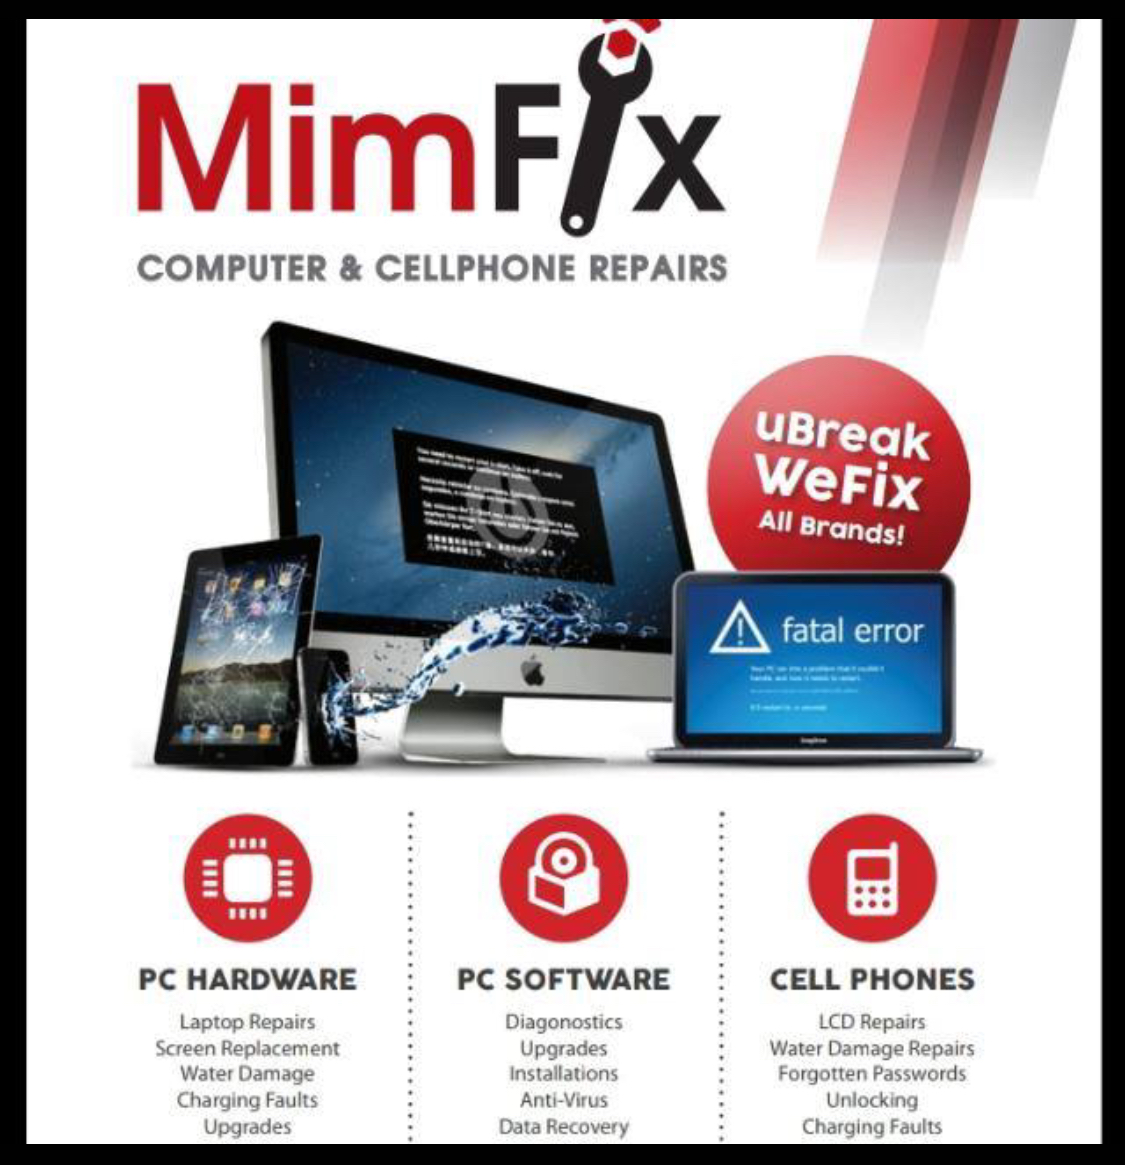 MimFix
COMPUTER & CELLPHONE REPAIRS
uBreak
WeFix
All Brands!
fatal error
PC HARDWARE
Laptop Repairs
Screen Replacement
Water Damage
Charging Faults
Upgrades
PC SOFTWARE
Diagonostics
Upgrades
Installations
Anti-Virus
Data Recovery
CELL PHONES
LCD Repairs
Water Damage Repairs
Forgotten Passwords
Unlocking
Charging Faults